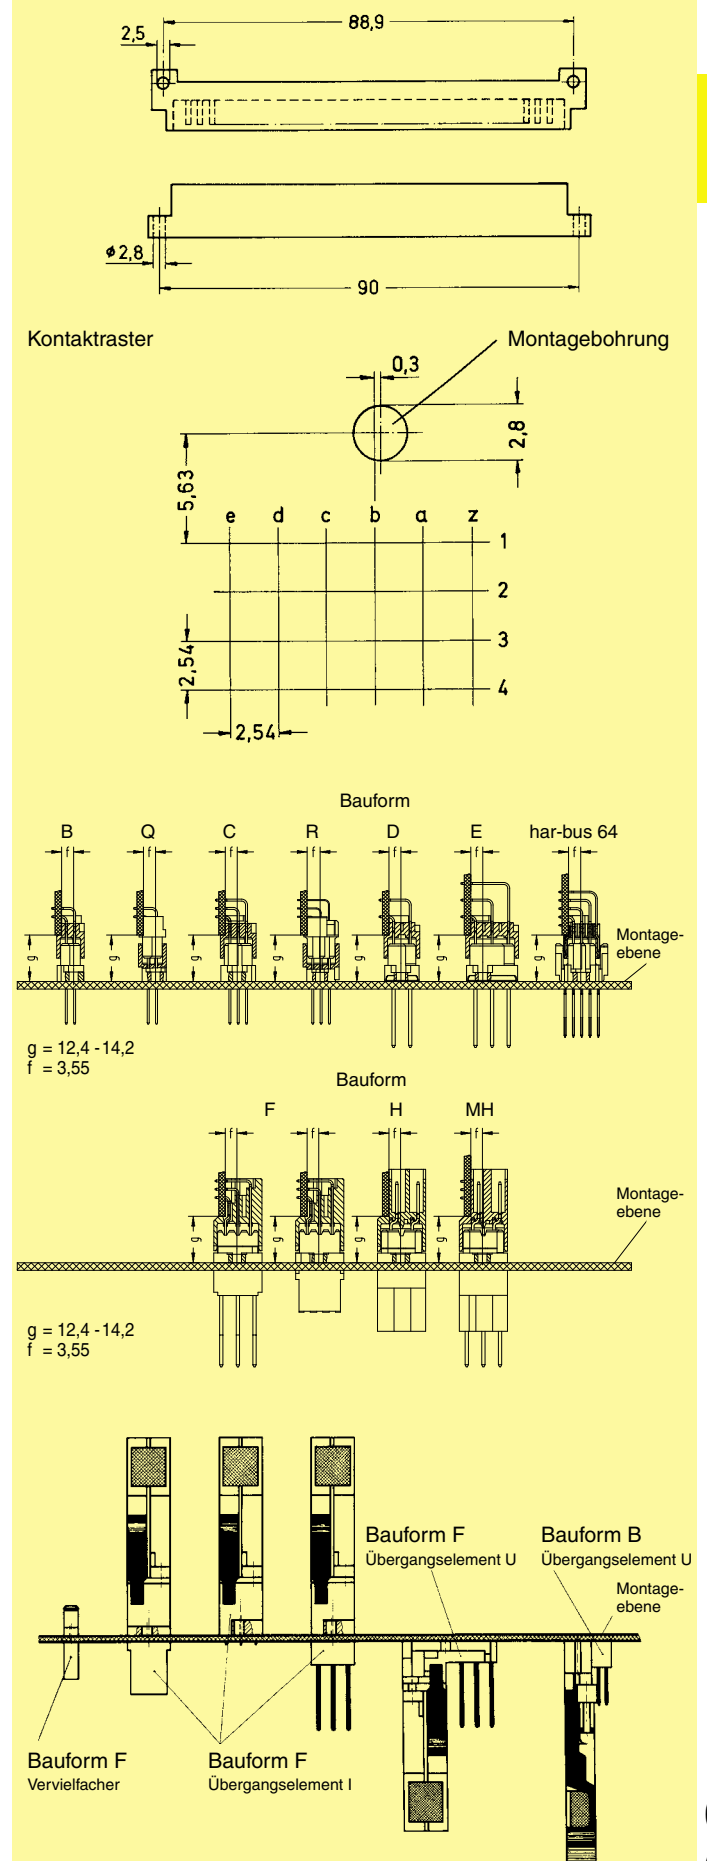 88,9
2,5
ø2,8
90
Kontaktraster
Montagebohrung
0,3
2,8
5,63
e d c b a z
1
2
3
2,54
4
2,54
Bauform
B Q C R D E har-bus 64
f f f f f f f
Montage-
ebene
g g g g g g g
g = 12,4 - 14,2
f = 3,55
Bauform
F H MH
f f f f
Montage-
ebene
g g g g
g = 12,4 - 14,2
f = 3,55
Bauform F
Übergangselement U
Bauform B
Übergangselement U
Montage-
ebene
Bauform F
Vervielfacher
Bauform F
Übergangselement I